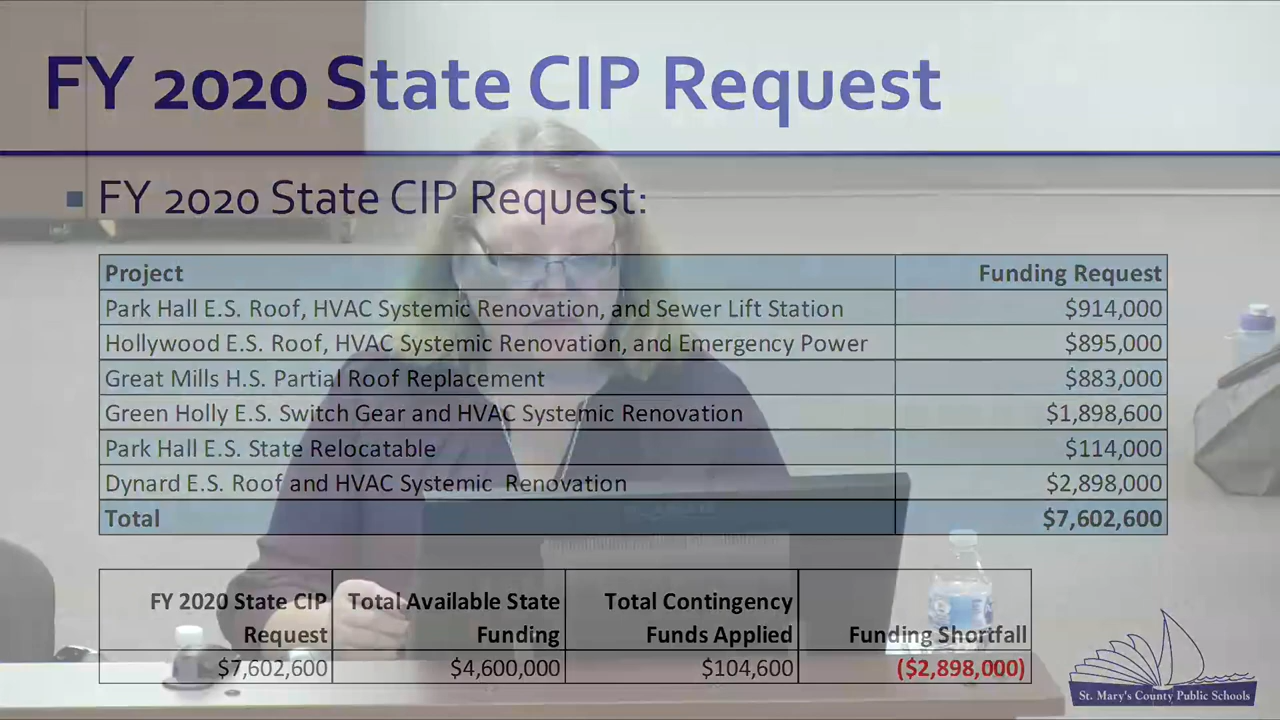 FY 2020 State CIP Request
FY 2020 State CIP Request:
Project Funding Request
Park Hall E.S. Roof, HVAC Systemic Renovation, and Sewer Lift Station $914,000
Hollywood E.S. Roof, HVAC Systemic Renovation, and Emergency Power $895,000
Great Mills H.S. Partial Roof Replacement $883,000
Green Holly E.S. Switch Gear and HVAC Systemic Renovation $1,898,600
Park Hall E.S. State Relocatable $114,000
Dynard E.S. Roof and HVAC Systemic Renovation $2,898,000
Total $7,602,600
FY 2020 State CIP Total Available State Total Contingency
Request Funding Funds Applied Funding Shortfall
$7,602,600 $4,600,000 $104,600 ($2,898,000)
St. Mary's County Public Schools